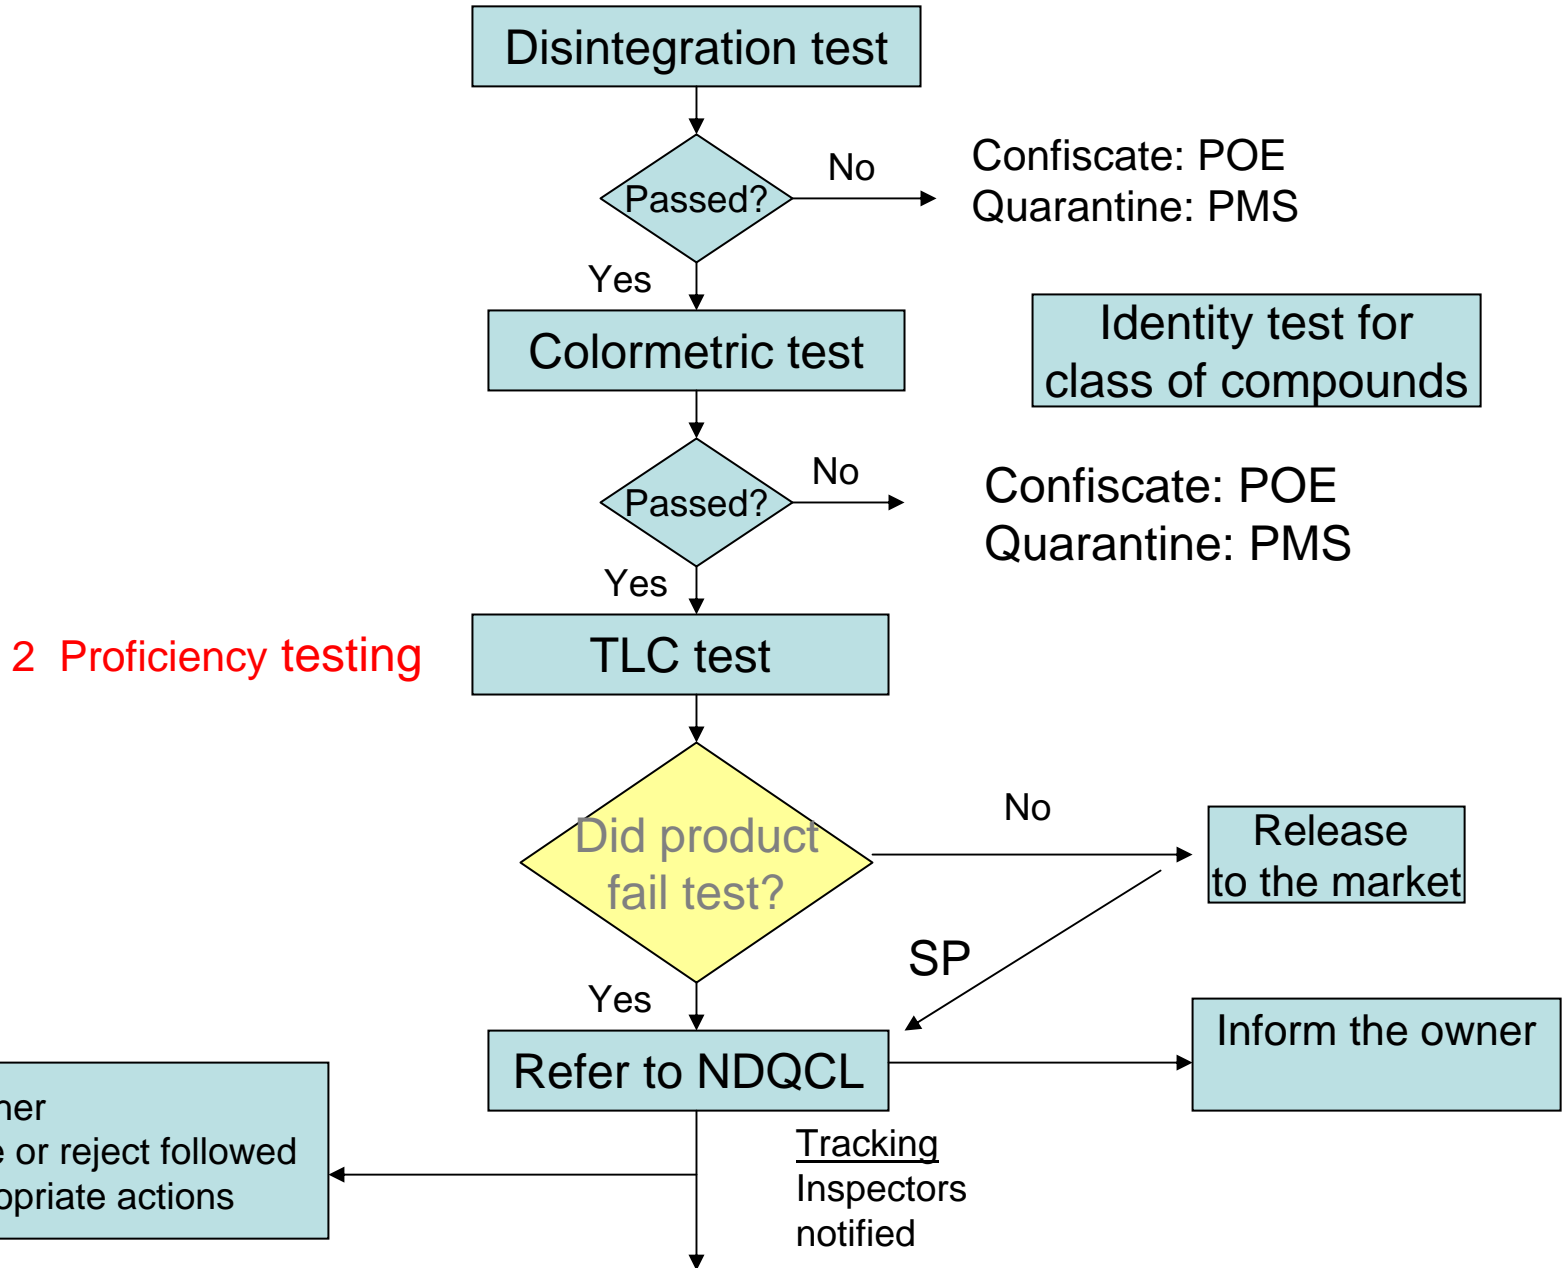 Disintegration test
Passed?
No
Confiscate: POE
Quarantine: PMS
Yes
Colormetric test
Identity test for
class of compounds
Passed?
No
Confiscate: POE
Quarantine: PMS
Yes
2 Proficiency testing
TLC test
Did product
fail test?
No
Release
to the market
SP
Yes
Refer to NDQCL
Inform the owner
or reject followed
actions
Tracking
Inspectors
notified